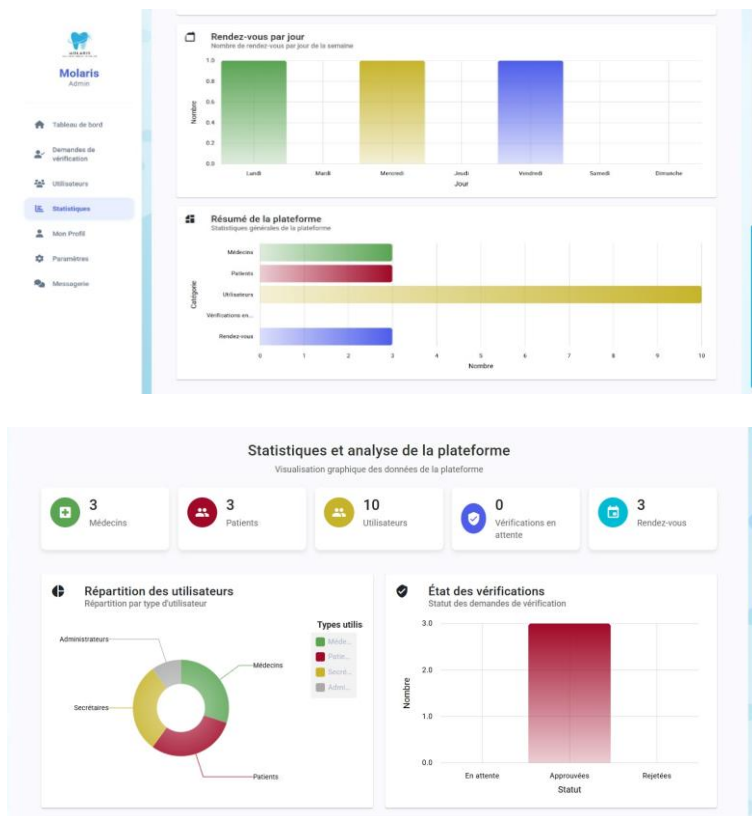 MOLARIS
Molaris
Admin
Tableau de bord
Demandes de
vérification
Utilisateurs
Statistiques
Mon Profil
Paramètres
Messagerie
Rendez-vous par jour
Nombre de rendez-vous par jour de la semaine
1.0
0.8
0.6
0.4
0.2
0.0
Nombre
Lundi Mardi Mercredi Jeudi Vendredi Samedi Dimanche
Jour
Résumé de la plateforme
Statistiques générales de la plateforme
Catégorie
Médecins
Patients
Utilisateurs
Vérifications en...
Rendez-vous
0 1 2 3 4 5 6 7 8 9 10
Nombre
Statistiques et analyse de la plateforme
Visualisation graphique des données de la plateforme
3
Médecins
3
Patients
10
Utilisateurs
0
Vérifications en
attente
3
Rendez-vous
Répartition des utilisateurs
Répartition par type d'utilisateur
Administrateurs
Médecins
Secrétaires
Patients
Types utilis
Méde...
Patie...
Secré...
Admi...
État des vérifications
Statut des demandes de vérification
3.0
2.0
1.0
0.0
Nombre
En attente Approuvées Rejetées
Statut